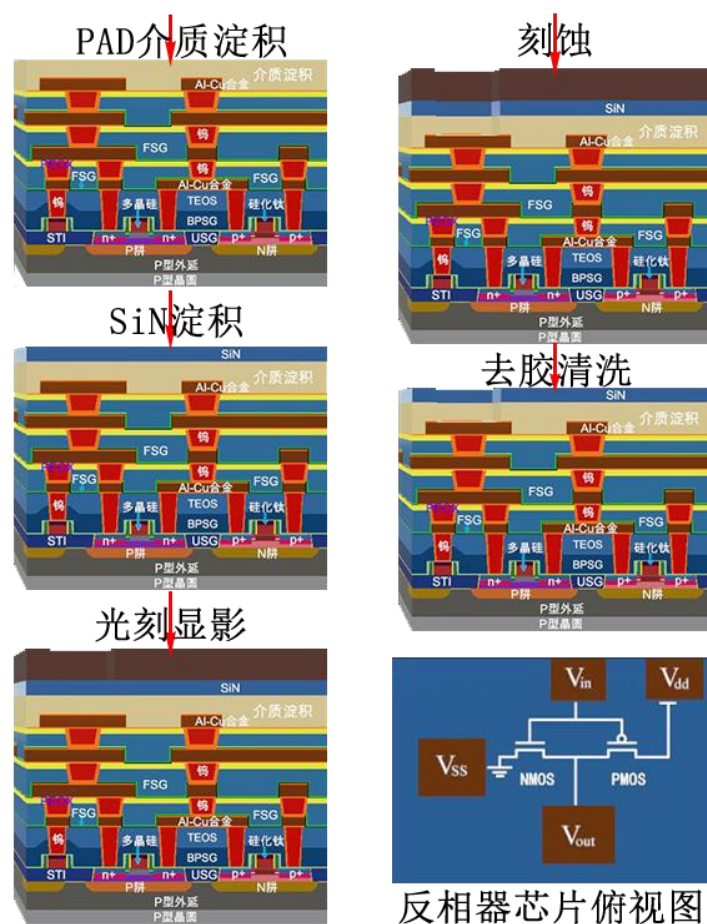 PAD介质淀积
介质淀积
Al-Cu合金
钨
FSG
钨
FSG
Al-Cu合金
FSG
钨
多晶硅
TEOS
硅化钛
BPSG
STI
n+
n+
USG
p+
p+
P阱
N阱
P型外延
P型晶圆
SiN淀积
SiN
介质淀积
Al-Cu合金
钨
FSG
钨
FSG
Al-Cu合金
FSG
钨
多晶硅
TEOS
硅化钛
BPSG
STI
n+
n+
USG
p+
p+
P阱
N阱
P型外延
P型晶圆
光刻显影
SiN
介质淀积
Al-Cu合金
钨
FSG
钨
FSG
Al-Cu合金
FSG
钨
多晶硅
TEOS
硅化钛
BPSG
STI
n+
n+
USG
p+
p+
P阱
N阱
P型外延
P型晶圆
刻蚀
SiN
介质淀积
Al-Cu合金
钨
FSG
钨
FSG
Al-Cu合金
FSG
钨
多晶硅
TEOS
硅化钛
BPSG
STI
n+
n+
USG
p+
p+
P阱
N阱
P型外延
P型晶圆
去胶清洗
SiN
介质淀积
Al-Cu合金
钨
FSG
钨
FSG
Al-Cu合金
FSG
钨
多晶硅
TEOS
硅化钛
BPSG
STI
n+
n+
USG
p+
p+
P阱
N阱
P型外延
P型晶圆
Vin
Vdd
Vss
NMOS
PMOS
Vout
反相器芯片俯视图